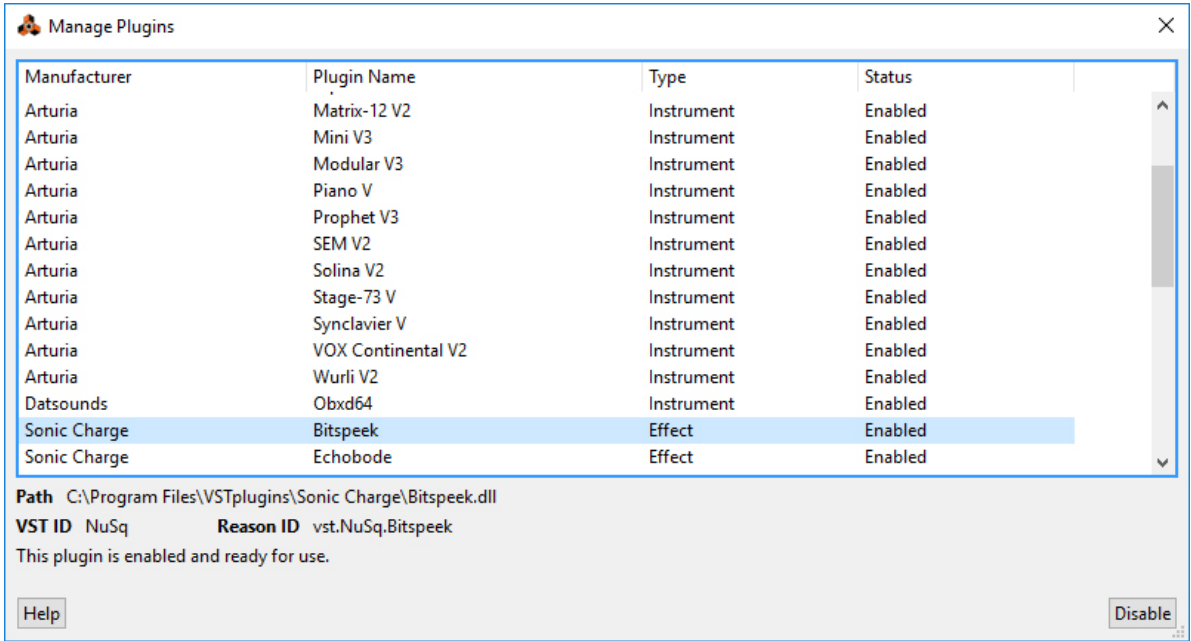 Manage Plugins
Manufacturer Plugin Name Type Status
Arturia Matrix-12 V2 Instrument Enabled
Arturia Mini V3 Instrument Enabled
Arturia Modular V3 Instrument Enabled
Arturia Piano V Instrument Enabled
Arturia Prophet V3 Instrument Enabled
Arturia SEM V2 Instrument Enabled
Arturia Solina V2 Instrument Enabled
Arturia Stage-73 V Instrument Enabled
Arturia Synclavier V Instrument Enabled
Arturia VOX Continental V2 Instrument Enabled
Arturia Wurli V2 Instrument Enabled
Datsounds Obxd64 Instrument Enabled
Sonic Charge Bitspeek Effect Enabled
Sonic Charge Echobode Effect Enabled
Path C:\Program Files\VSTplugins\Sonic Charge\Bitspeek.dll
VST ID NuSq Reason ID vst.NuSq.Bitspeek
This plugin is enabled and ready for use.
Help Disable